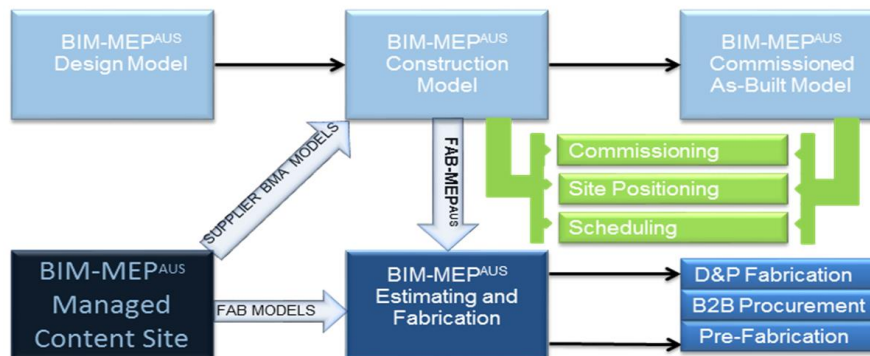 BIM-MEPAUS
Design Model
BIM-MEPAUS
Construction
Model
BIM-MEPAUS
Commissioned
As-Built Model
SUPPLIER BMA MODELS
FAB-MEPAUS
Commissioning
Site Positioning
Scheduling
BIM-MEPAUS
Managed
Content Site
FAB MODELS
BIM-MEPAUS
Estimating and
Fabrication
D&P Fabrication
B2B Procurement
Pre-Fabrication